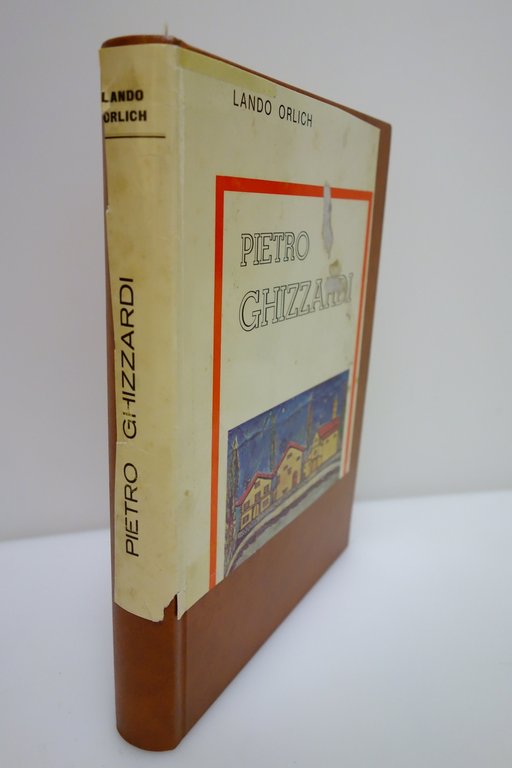 LANDO
ORLICH
PIETRO GHIZZARDI
LANDO ORLICH
PIETRO
GHIZZARDI